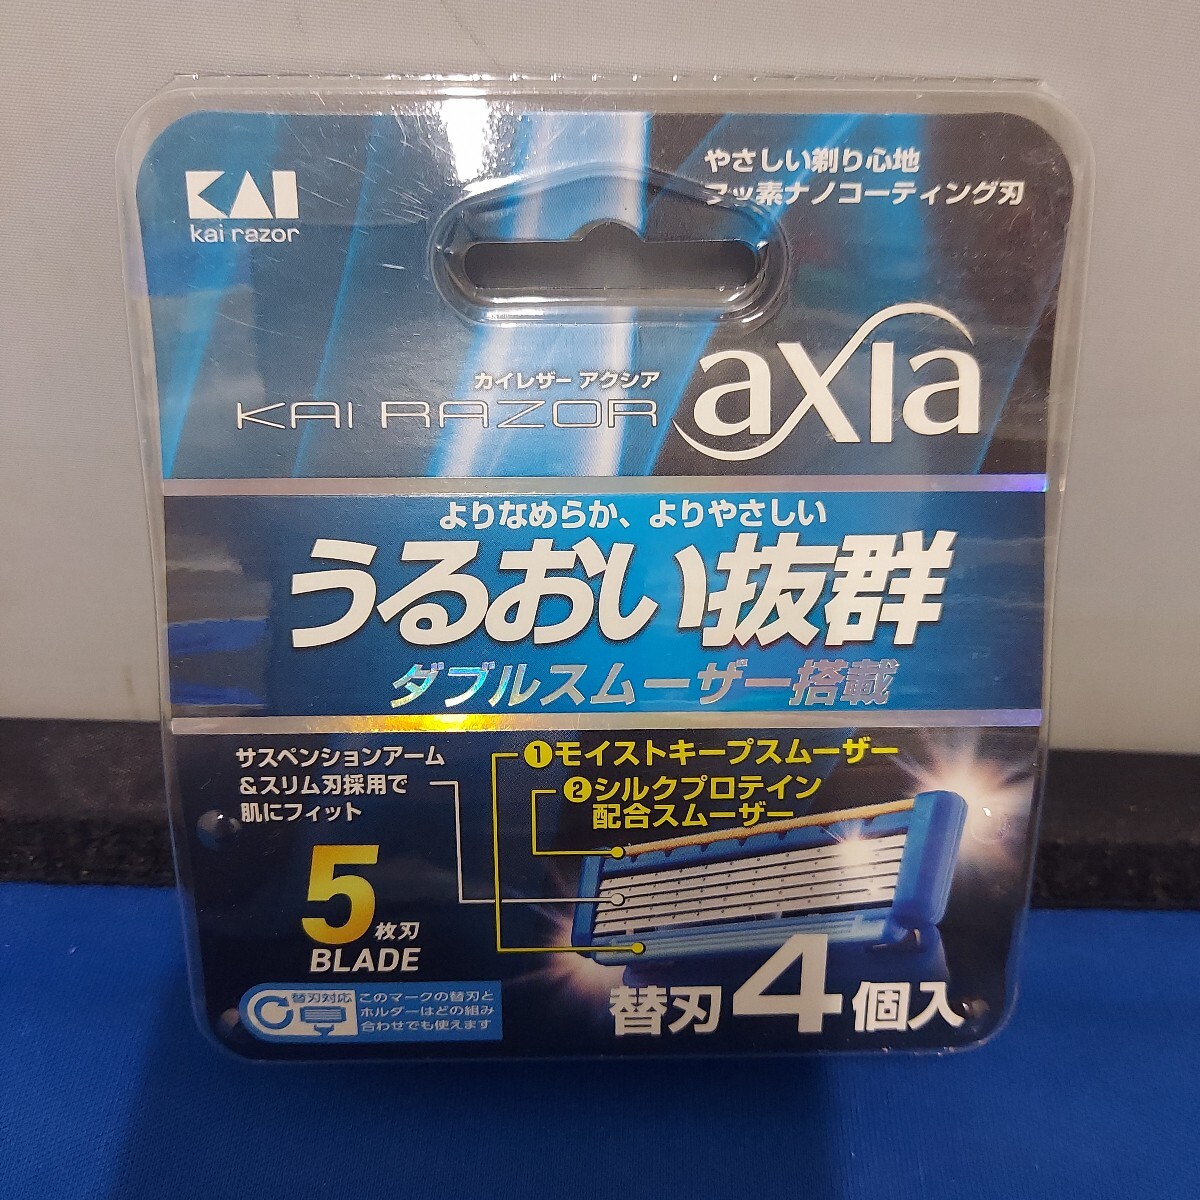 KAI
kai razor
やさしい剃り心地
フッ素ナノコーティング刃
カイレザー アクシア
KAI RAZOR axia
よりなめらか、よりやさしい
うるおい抜群
ダブルスムーザー搭載
サスペンションアーム
&スリム刃採用で
肌にフィット
1モイストキープスムーザー
2シルクプロテイン
配合スムーザー
5枚刃
BLADE
替刃対応
このマークの替刃と
ホルダーはどの組み
合わせでも使えます
替刃4個入